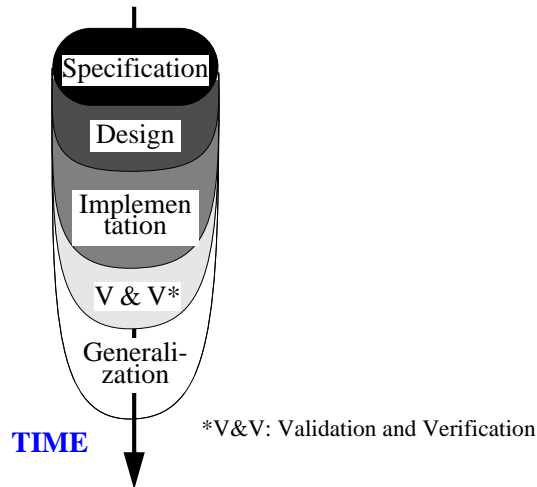 Specification
Design
Implemen
tation
V & V*
Generali-
zation
*V&V: Validation and Verification
TIME